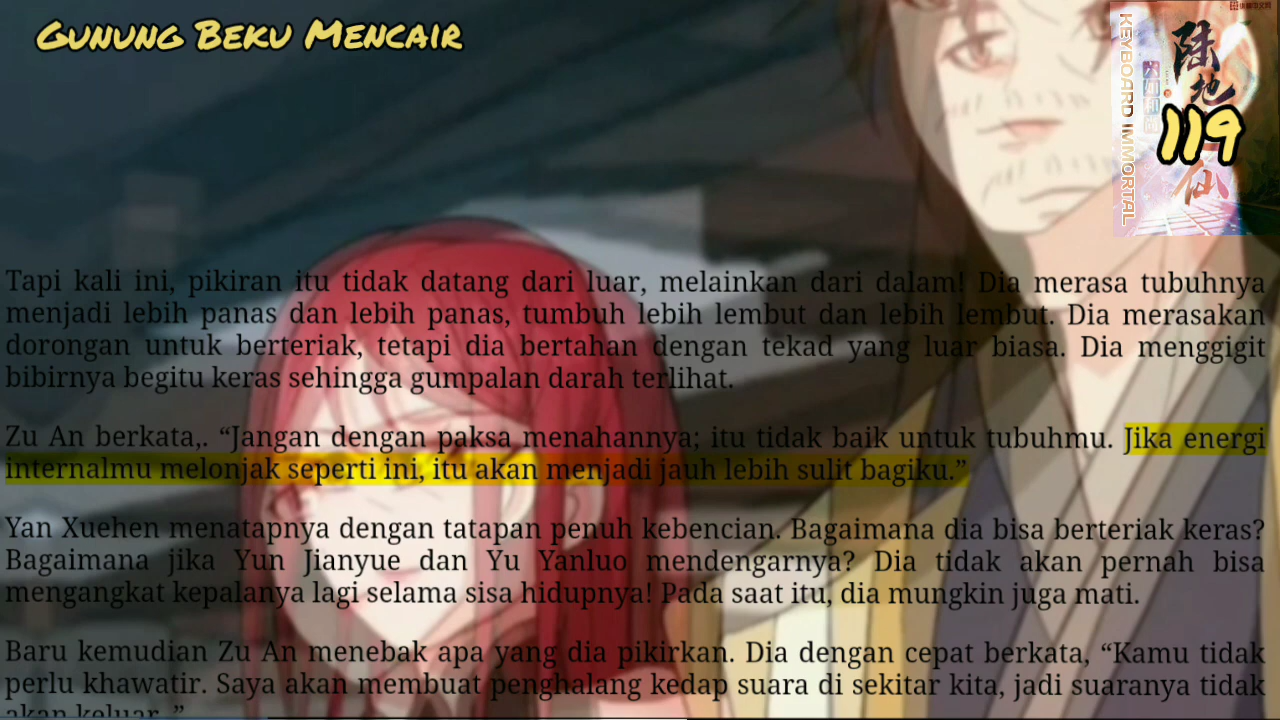 Gunung Beku Mencair
KEYBOARD IMMORTAL
陆地
仙
119
Tapi kali ini, pikiran itu tidak datang dari luar, melainkan dari dalam! Dia merasa tubuhnya
menjadi lebih panas dan lebih panas, tumbuh lebih lembut dan lebih lembut. Dia merasakan
dorongan untuk berteriak, tetapi dia bertahan dengan tekad yang luar biasa. Dia menggigit
bibirnya begitu keras sehingga gumpalan darah terlihat.
Zu An berkata,. “Jangan dengan paksa menahannya; itu tidak baik untuk tubuhmu. Jika energi
internalmu melonjak seperti ini, itu akan menjadi jauh lebih sulit bagiku.”
Yan Xuehen menatapnya dengan tatapan penuh kebencian. Bagaimana dia bisa berteriak keras?
Bagaimana jika Yun Jianyue dan Yu Yanluo mendengarnya? Dia tidak akan pernah bisa
mengangkat kepalanya lagi selama sisa hidupnya! Pada saat itu, dia mungkin juga mati.
Baru kemudian Zu An menebak apa yang dia pikirkan. Dia dengan cepat berkata, “Kamu tidak
perlu khawatir. Saya akan membuat penghalang kedap suara di sekitar kita, jadi suaranya tidak
akan keluar. ”